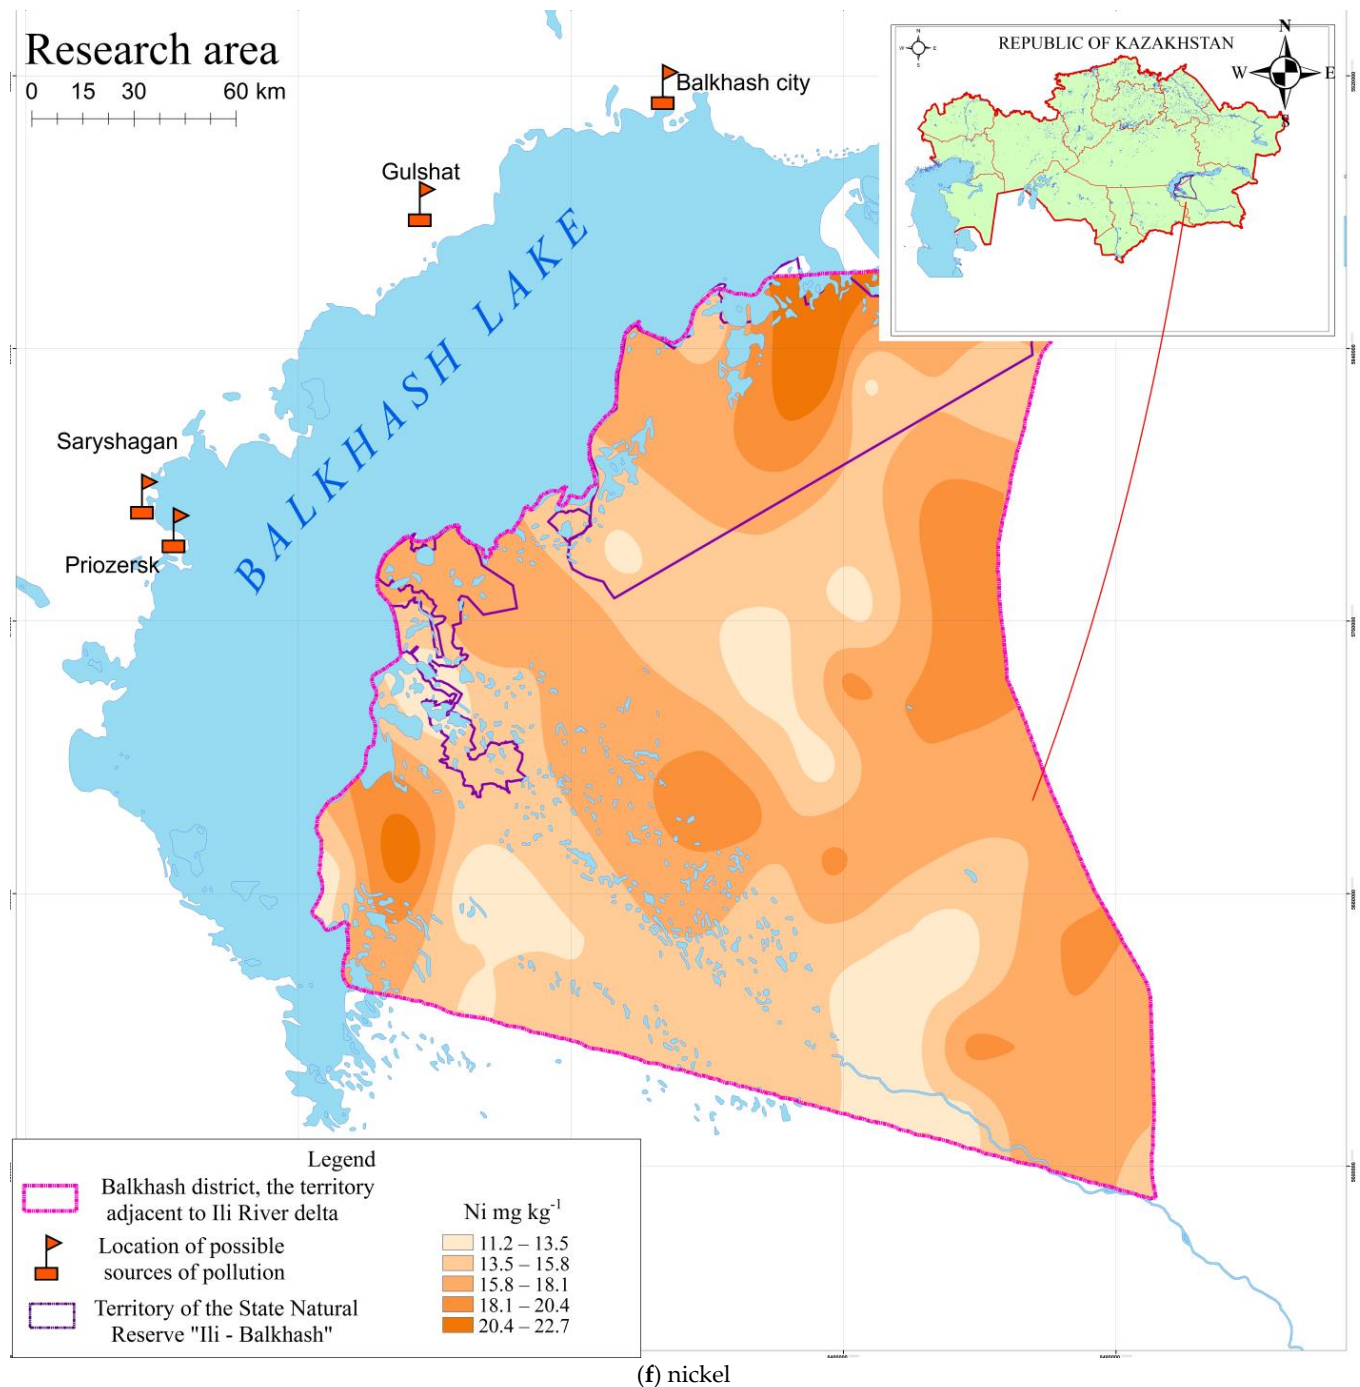 Research area
0 15 30 60 km
Balkhash city
Gulshat
Saryshagan
Priozersk
BALKHASH LAKE
REPUBLIC OF KAZAKHSTAN
N
W E
S
N
W E
S
Legend
Balkhash district, the territory
adjacent to Ili River delta
Location of possible
sources of pollution
Territory of the State Natural
Reserve "Ili - Balkhash"
Ni mg kg⁻¹
11.2 – 13.5
13.5 – 15.8
15.8 – 18.1
18.1 – 20.4
20.4 – 22.7
(f) nickel